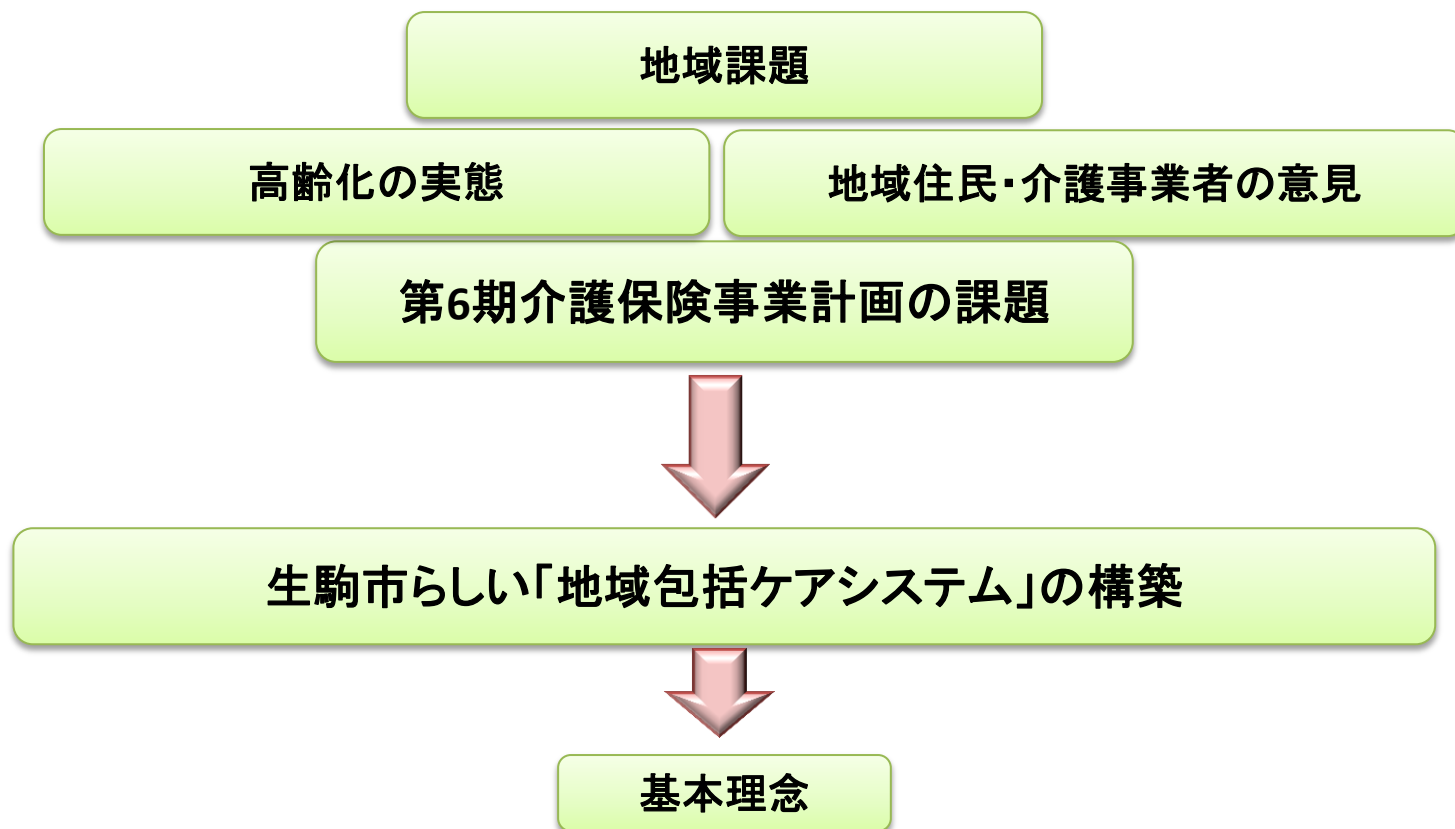 地域課題
高齢化の実態
地域住民・介護事業者の意見
第6期介護保険事業計画の課題
生駒市らしい「地域包括ケアシステム」の構築
基本理念